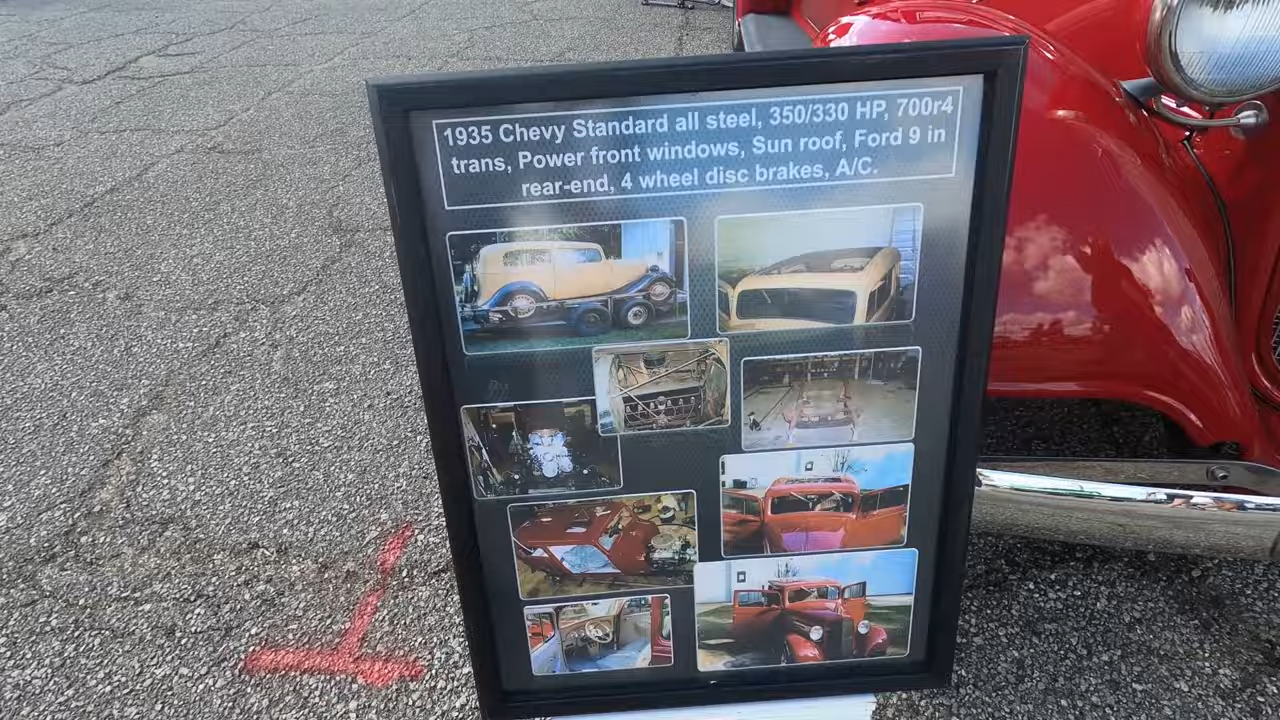 1935 Chevy Standard all steel, 350/330 HP, 700r4
trans, Power front windows, Sun roof, Ford 9 in
rear-end, 4 wheel disc brakes, A/C.